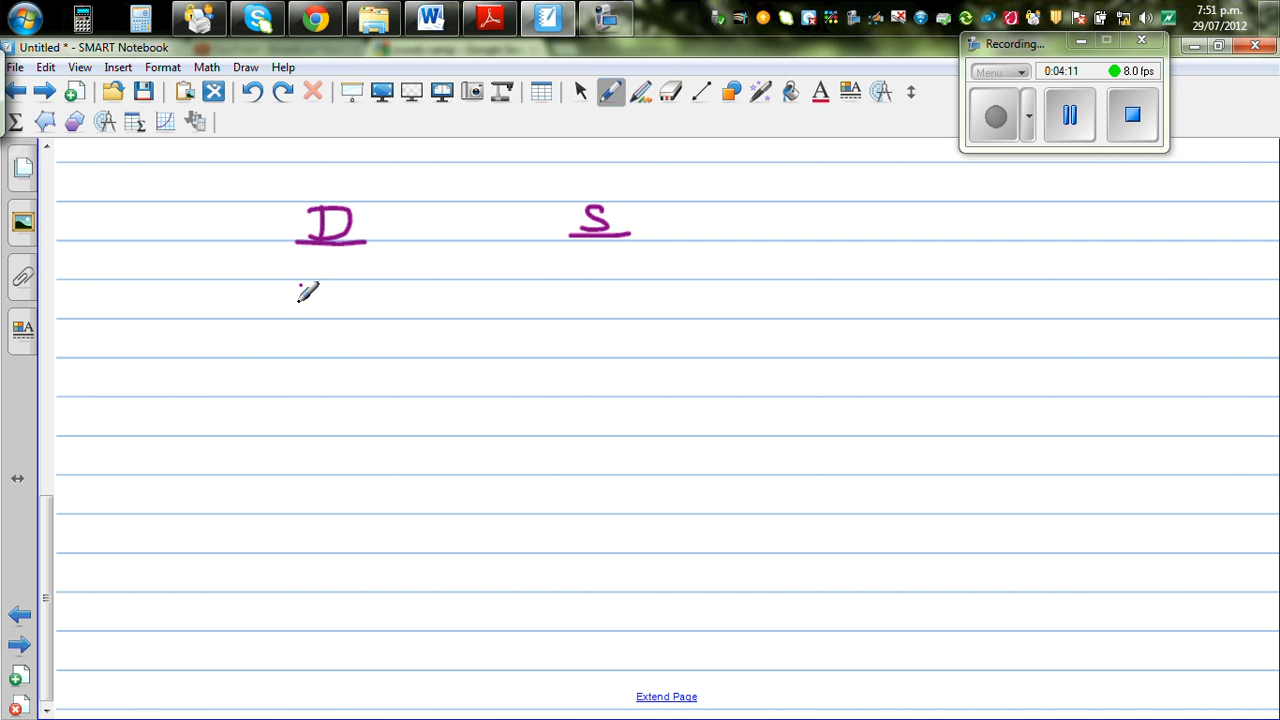 7:51 p.m.
29/07/2012
Untitled * - SMART Notebook
Recording...
File Edit View Insert Format Math Draw Help
Menu 0:04:11 8.0 fps
D S
Extend Page